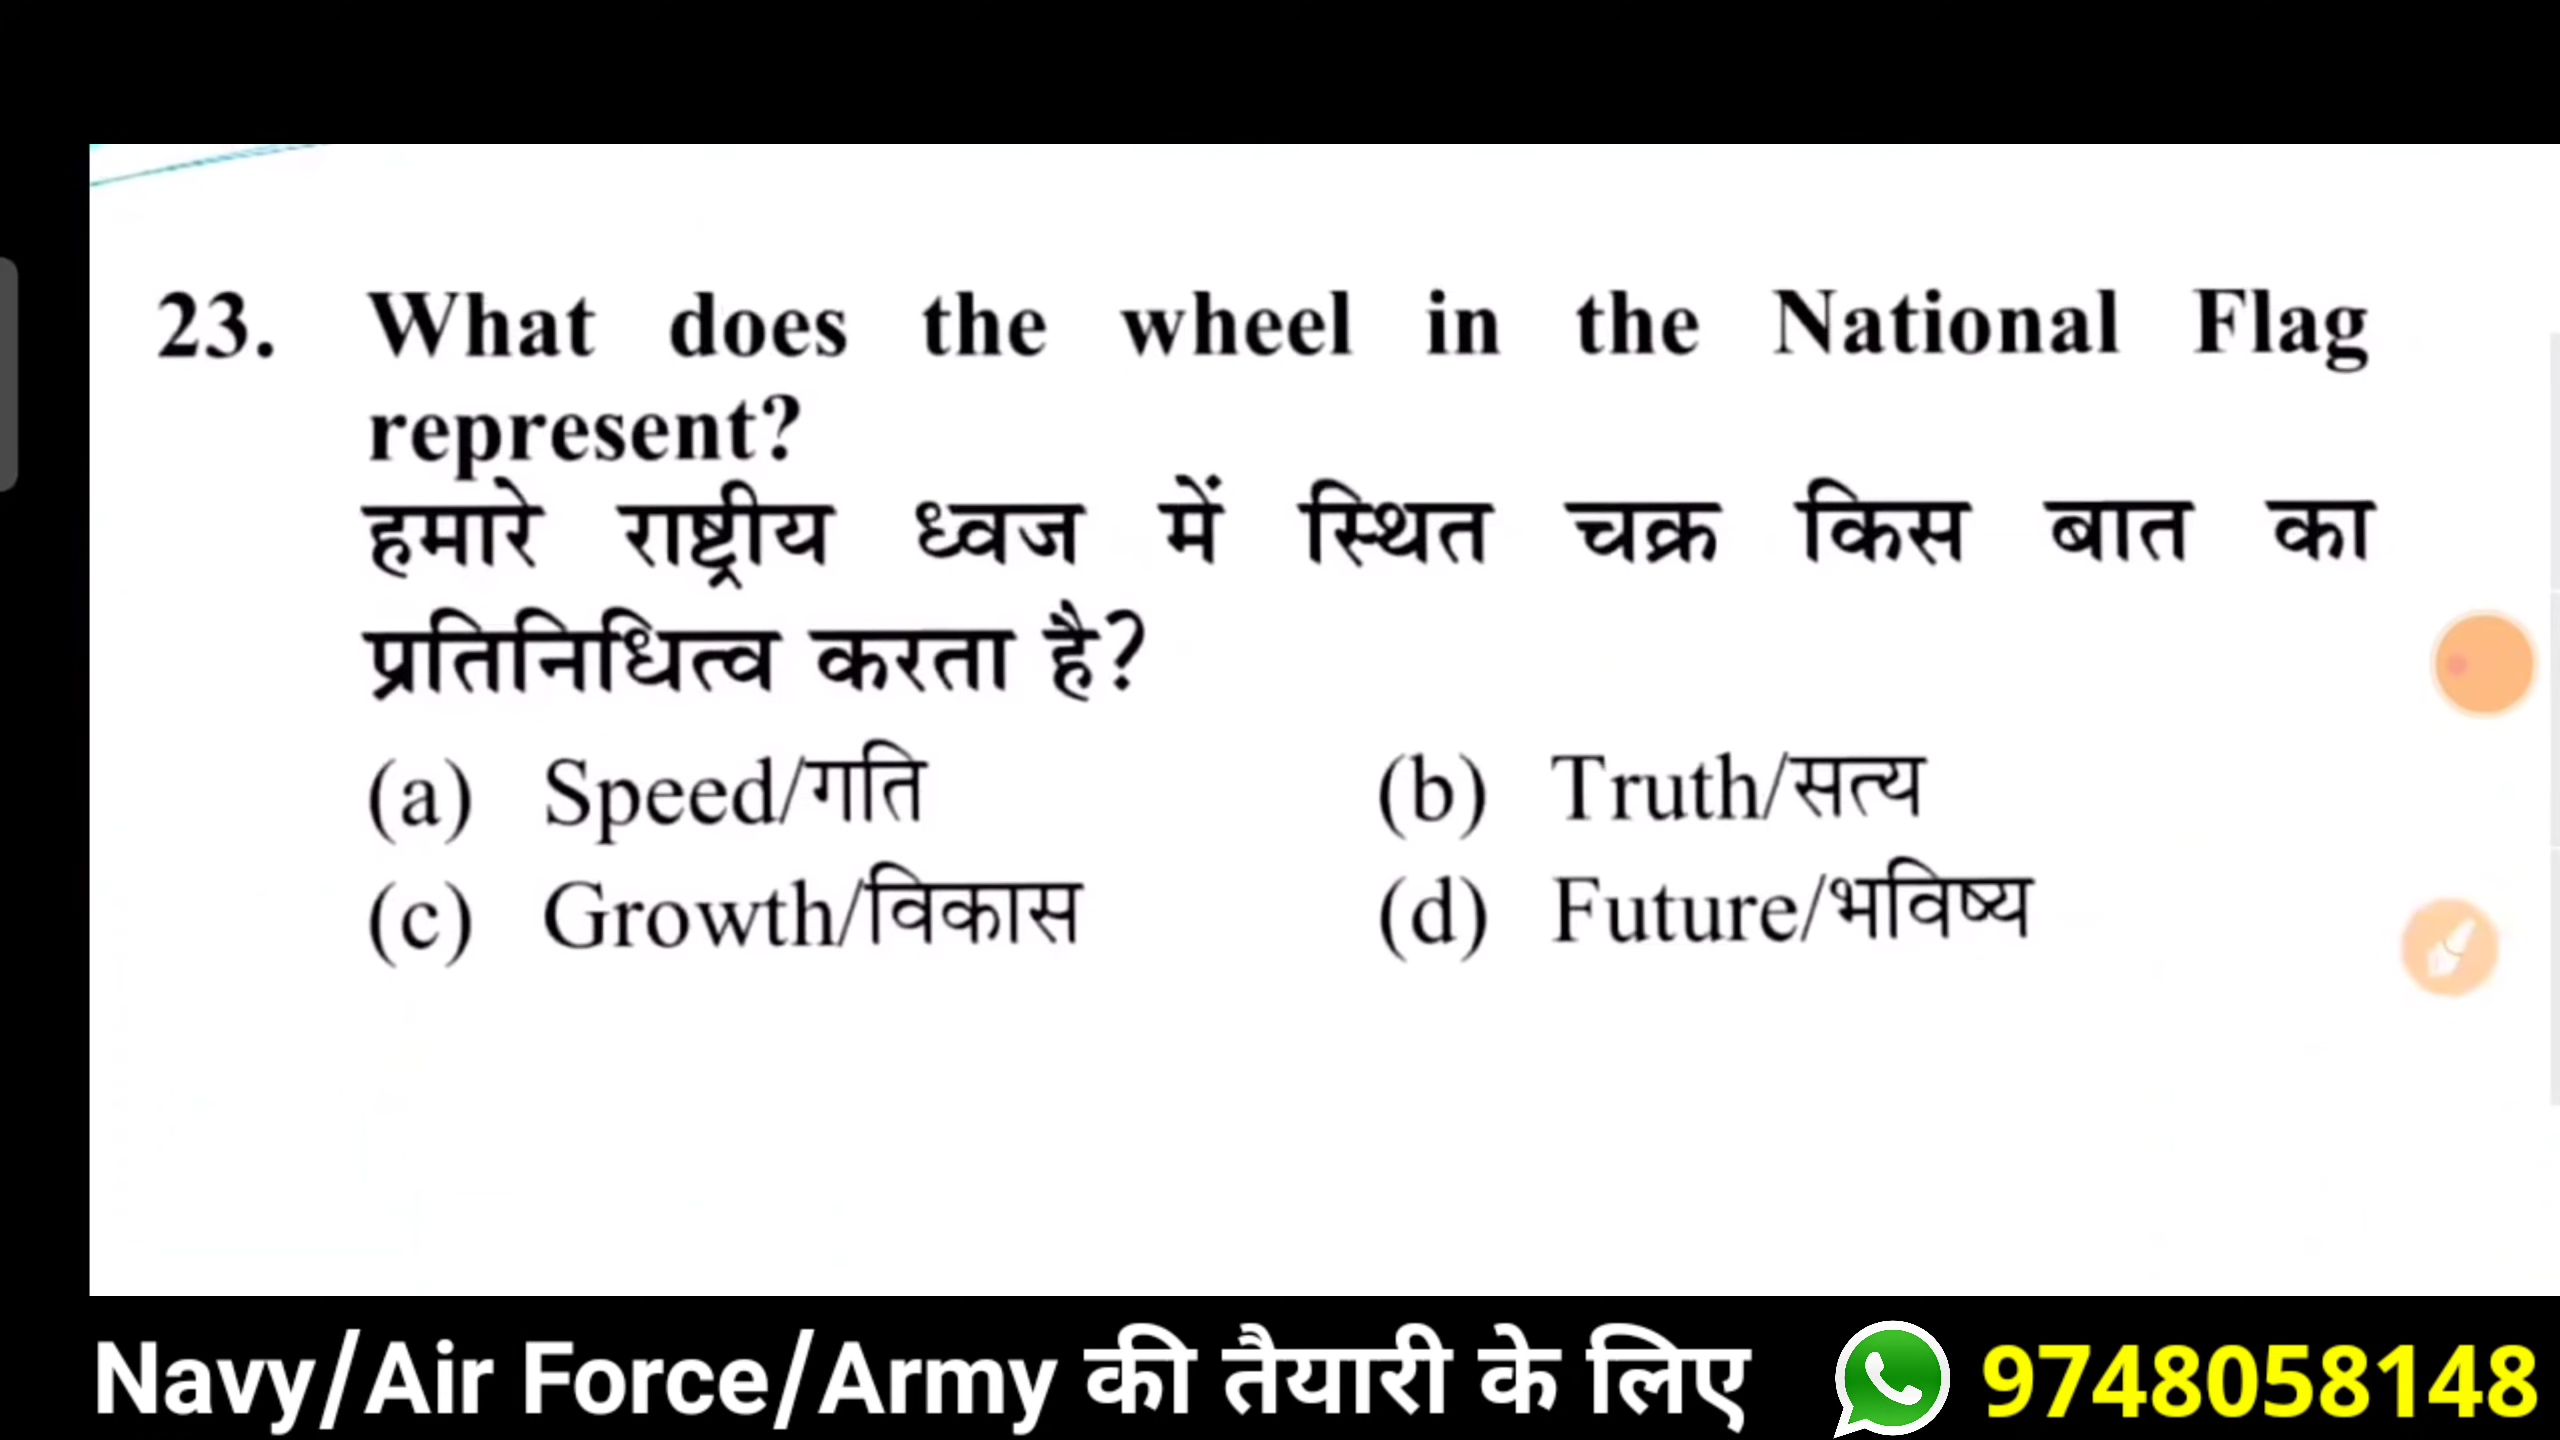 23. What does the wheel in the National Flag
represent?
हमारे राष्ट्रीय ध्वज में स्थित चक्र किस बात का
प्रतिनिधित्व करता है?
(a) Speed/गति (b) Truth/सत्य
(c) Growth/विकास (d) Future/भविष्य
Navy/Air Force/Army की तैयारी के लिए 9748058148